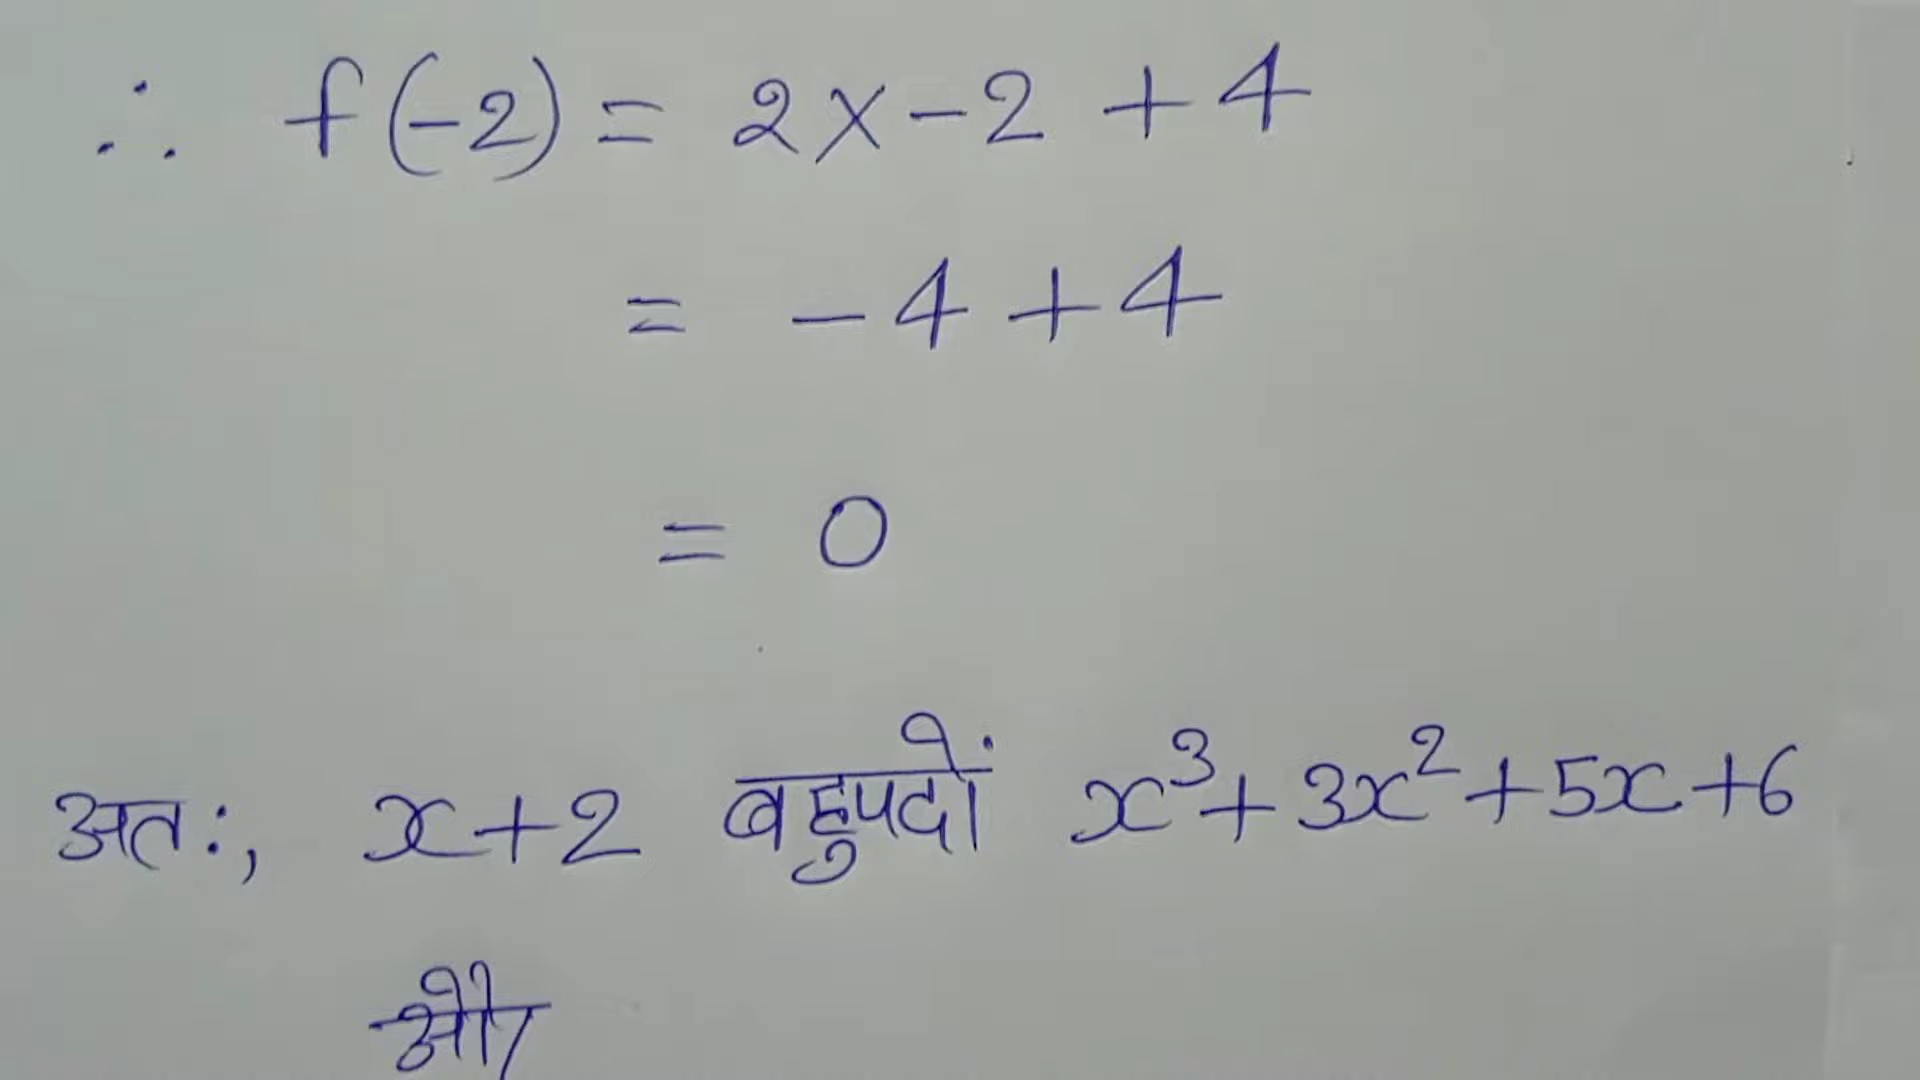 ∴ f(-2) = 2x-2 + 4
= -4 + 4
= 0
अतः, x+2 बहुपदों x³+3x²+5x+6
और